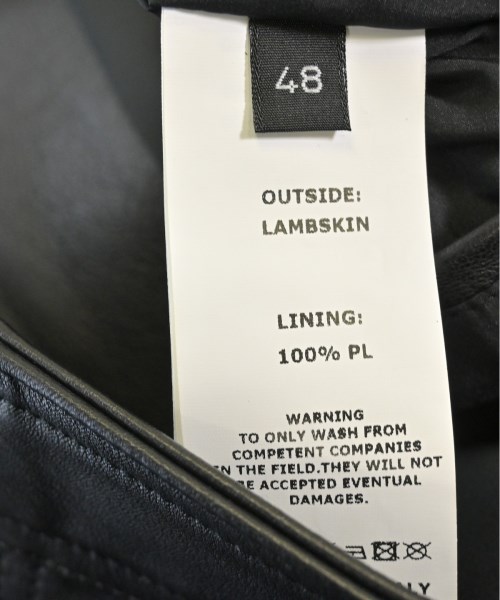 48
OUTSIDE:
LAMBSKIN
LINING:
100% PL
WARNING
TO ONLY WASH FROM
COMPETENT COMPANIES
THE FIELD.THEY WILL NOT
ACCEPTED EVENTUAL
DAMAGES.